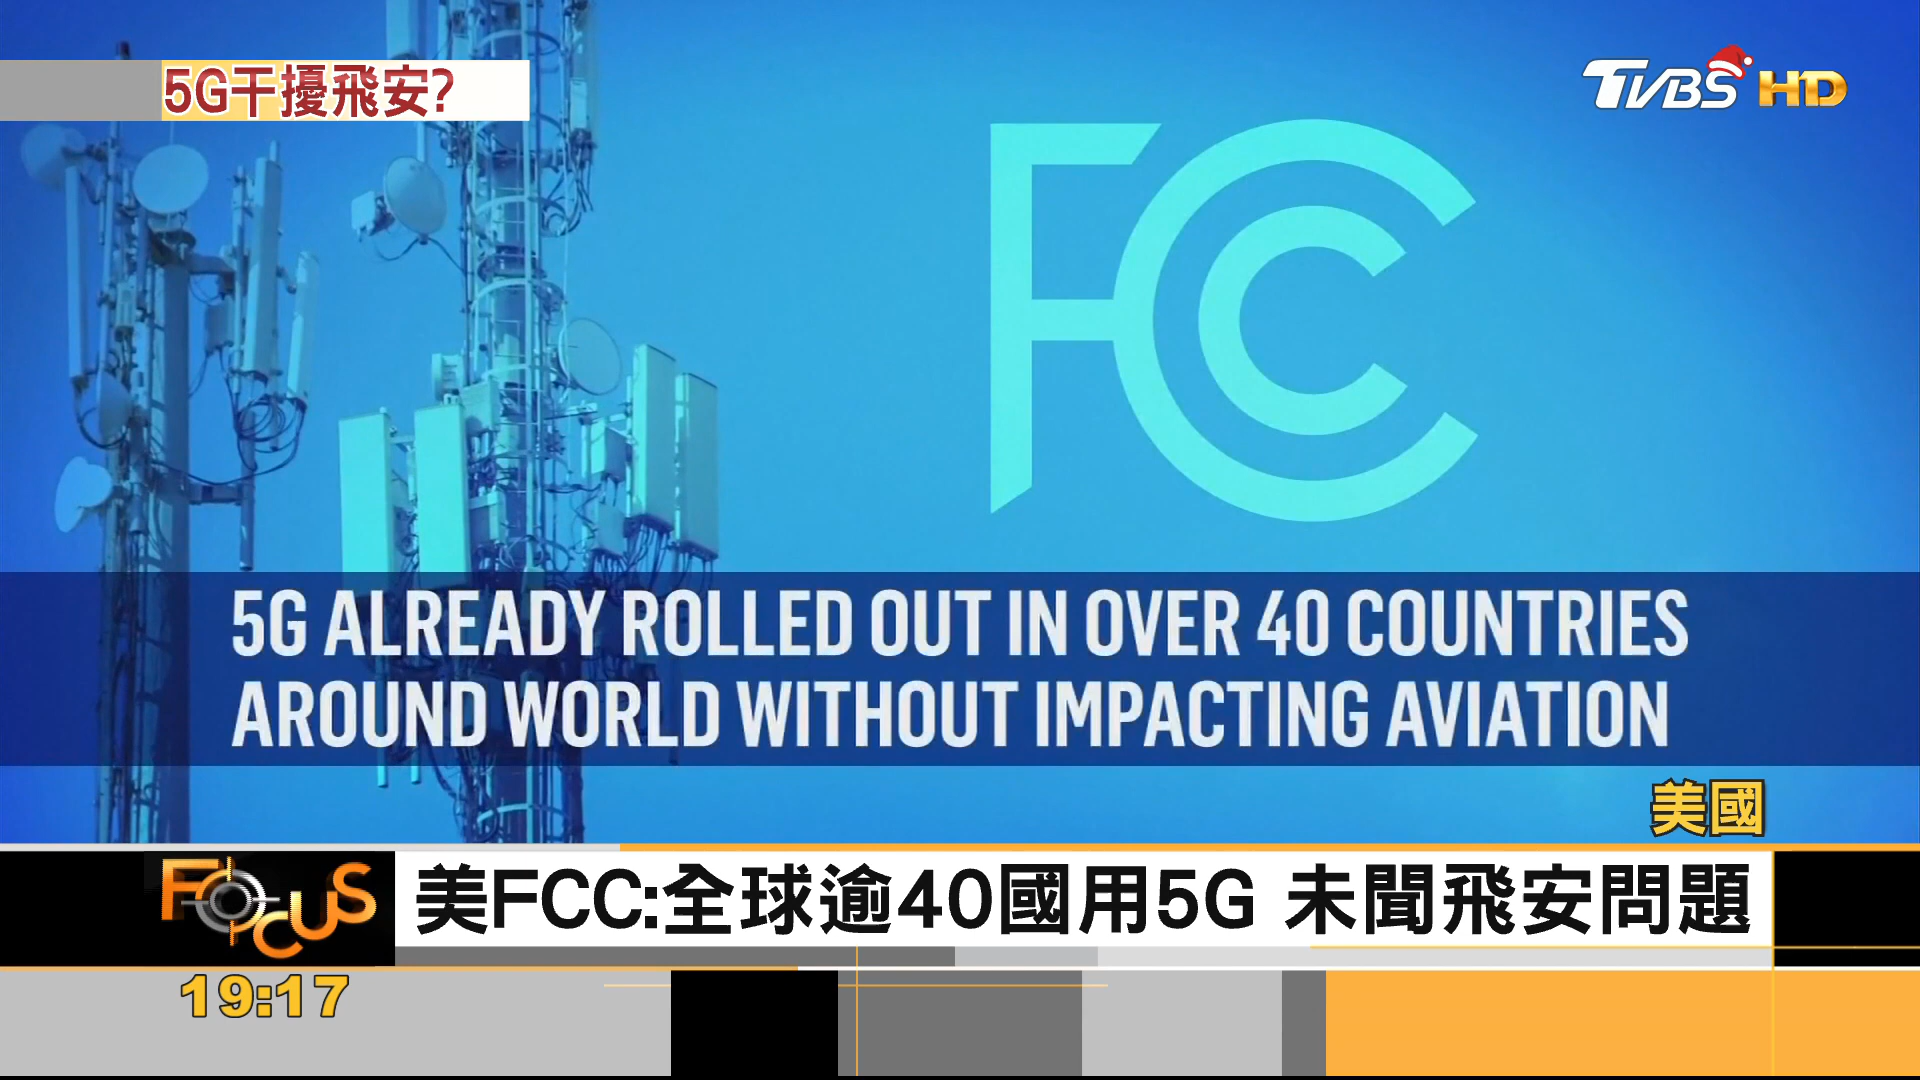 5G干擾飛安?
TVBS HD
FCC
5G ALREADY ROLLED OUT IN OVER 40 COUNTRIES
AROUND WORLD WITHOUT IMPACTING AVIATION
美國
FOCUS
美FCC:全球逾40國用5G 未聞飛安問題
19:17